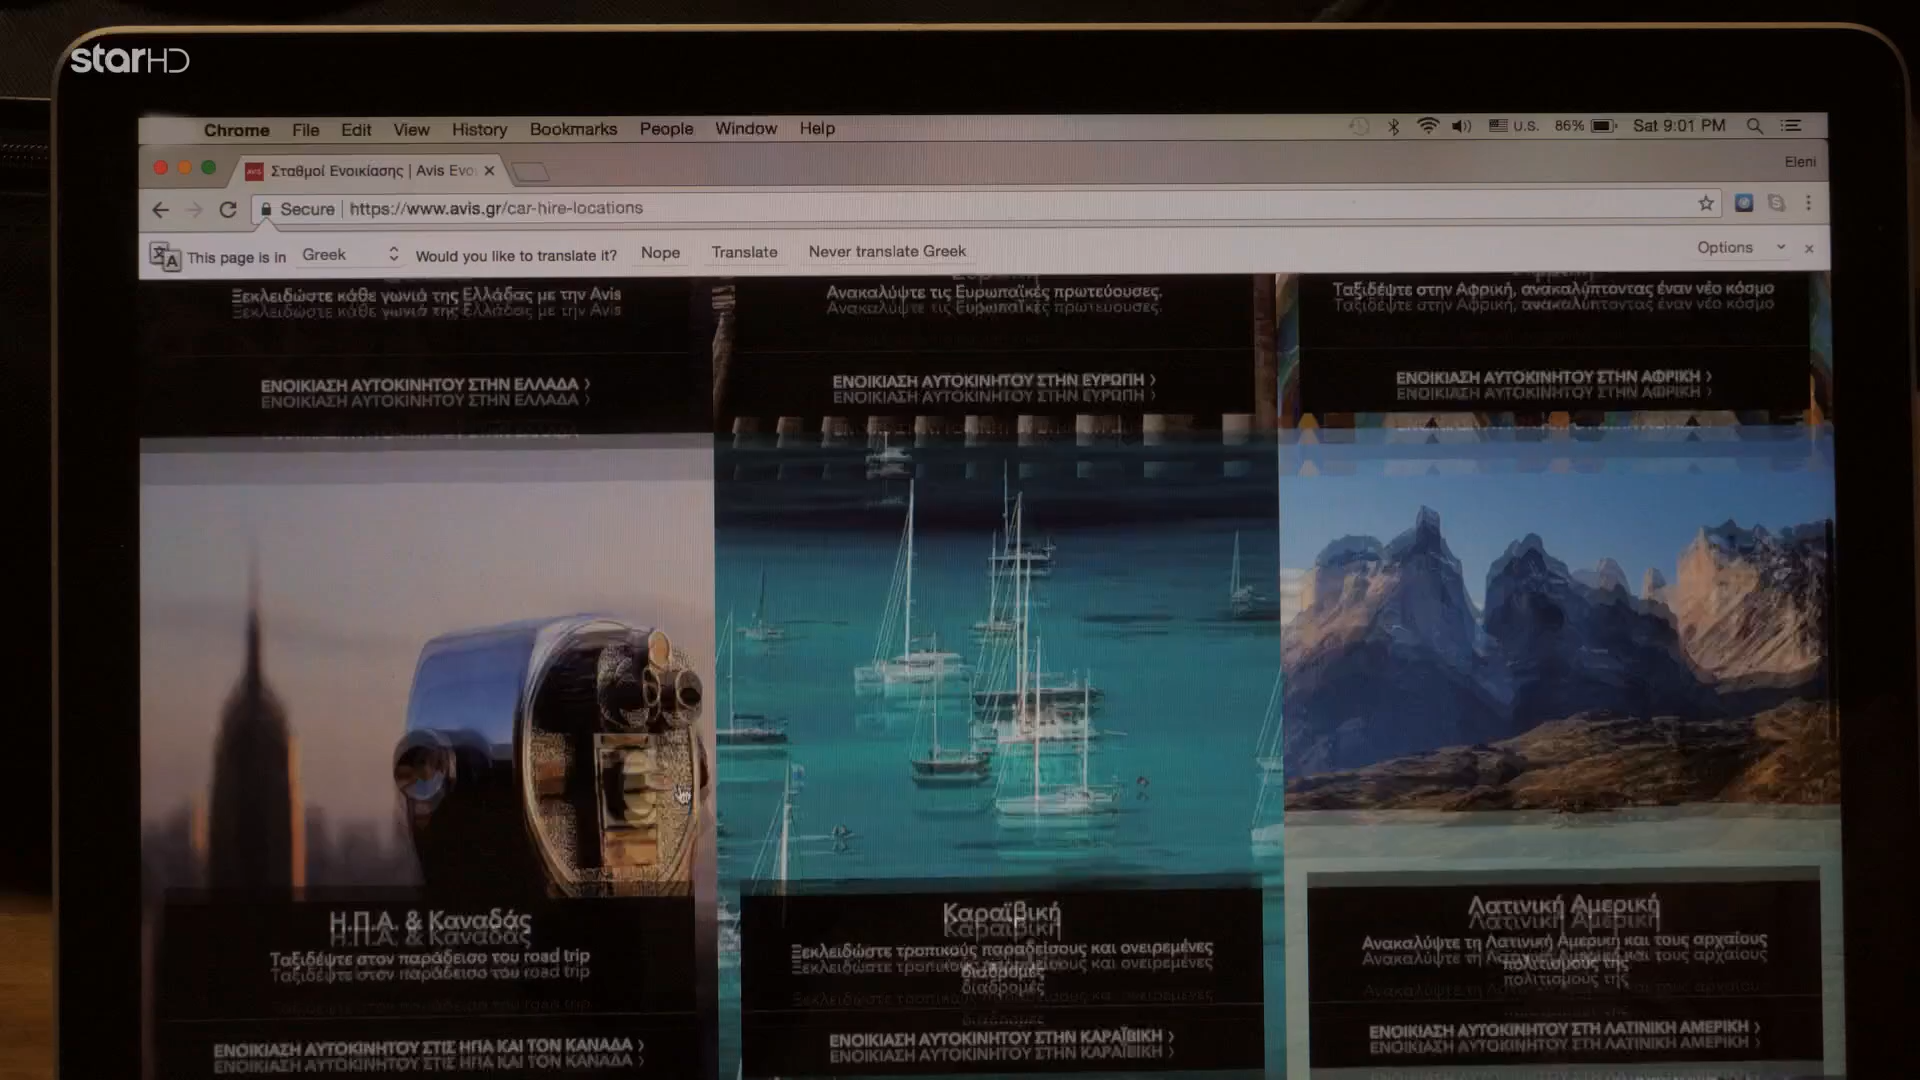 starHD
Chrome File Edit View History Bookmarks People Window Help U.S. 86% Sat 9:01 PM
Σταθμοί Ενοικίασης | Avis Ενο
Eleni
Secure https://www.avis.gr/car-hire-locations
This page is in Greek Would you like to translate it? Nope Translate Never translate Greek Options
Ξεκλειδώστε κάθε γωνιά της Ελλάδας με την Avis
ΕΝΟΙΚΙΑΣΗ ΑΥΤΟΚΙΝΗΤΟΥ ΣΤΗΝ ΕΛΛΑΔΑ
Ανακαλύψτε τις Ευρωπαϊκές πρωτεύουσες.
ΕΝΟΙΚΙΑΣΗ ΑΥΤΟΚΙΝΗΤΟΥ ΣΤΗΝ ΕΥΡΩΠΗ
Ταξιδέψτε στην Αφρική, ανακαλύπτοντας έναν νέο κόσμο
ΕΝΟΙΚΙΑΣΗ ΑΥΤΟΚΙΝΗΤΟΥ ΣΤΗΝ ΑΦΡΙΚΗ
Η.Π.Α. & Καναδάς
Ταξιδέψτε στον παράδεισο του road trip
ΕΝΟΙΚΙΑΣΗ ΑΥΤΟΚΙΝΗΤΟΥ ΣΤΙΣ ΗΠΑ ΚΑΙ ΤΟΝ ΚΑΝΑΔΑ
Καραϊβική
Ξεκλειδώστε τροπικούς παραδείσους και ονειρεμένες
διαδρομές
ΕΝΟΙΚΙΑΣΗ ΑΥΤΟΚΙΝΗΤΟΥ ΣΤΗΝ ΚΑΡΑΪΒΙΚΗ
Λατινική Αμερική
Ανακαλύψτε τη Λατινική Αμερική και τους αρχαίους
πολιτισμούς της
ΕΝΟΙΚΙΑΣΗ ΑΥΤΟΚΙΝΗΤΟΥ ΣΤΗ ΛΑΤΙΝΙΚΗ ΑΜΕΡΙΚΗ